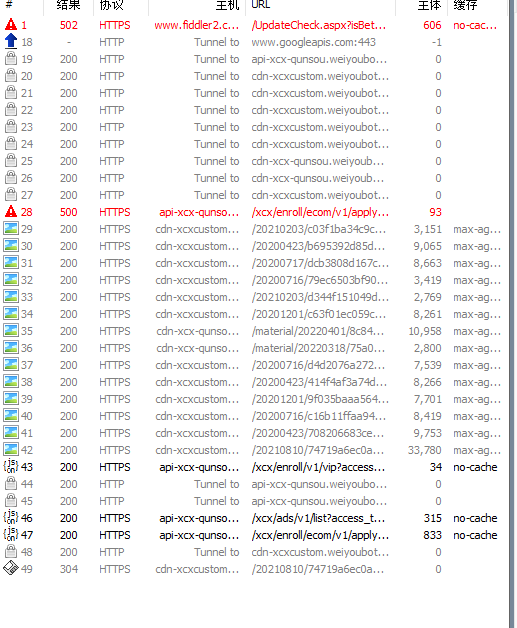 # 结果 协议 主机 URL 主体 缓存
1 502 HTTPS www.fiddler2.c... /UpdateCheck.aspx?isBet... 606 no-cac...
18 - HTTP Tunnel to www.googleapis.com:443 -1
19 200 HTTP Tunnel to api-xcx-qunsou.weiyoubo... 0
20 200 HTTP Tunnel to cdn-xcxcustom.weiyoubot... 0
21 200 HTTP Tunnel to cdn-xcxcustom.weiyoubot... 0
22 200 HTTP Tunnel to cdn-xcxcustom.weiyoubot... 0
23 200 HTTP Tunnel to cdn-xcxcustom.weiyoubot... 0
24 200 HTTP Tunnel to cdn-xcxcustom.weiyoubot... 0
25 200 HTTP Tunnel to cdn-xcx-qunsou.weiyoub... 0
26 200 HTTP Tunnel to cdn-xcx-qunsou.weiyoub... 0
27 200 HTTP Tunnel to cdn-xcxcustom.weiyoubot... 0
28 500 HTTPS api-xcx-qunso... /xcx/enroll/ecom/v1/apply... 93
29 200 HTTPS cdn-xcxcustom... /20210203/c03f1ba34c9c... 3,151 max-ag...
30 200 HTTPS cdn-xcxcustom... /20200423/b695392d85d... 9,065 max-ag...
31 200 HTTPS cdn-xcxcustom... /20200717/dcb3808d167c... 8,663 max-ag...
32 200 HTTPS cdn-xcxcustom... /20200716/79ec6503bf90... 3,419 max-ag...
33 200 HTTPS cdn-xcxcustom... /20210203/d344f151049d... 2,769 max-ag...
34 200 HTTPS cdn-xcxcustom... /20201201/c63f01ec059c... 8,261 max-ag...
35 200 HTTPS cdn-xcx-qunso... /material/20220401/8c84... 10,958 max-ag...
36 200 HTTPS cdn-xcx-qunso... /material/20220318/75a0... 2,800 max-ag...
37 200 HTTPS cdn-xcxcustom... /20200716/d4d2076a272... 7,539 max-ag...
38 200 HTTPS cdn-xcxcustom... /20200423/414f4af3a74d... 8,266 max-ag...
39 200 HTTPS cdn-xcxcustom... /20201201/9f035baaa564... 7,701 max-ag...
40 200 HTTPS cdn-xcxcustom... /20200716/c16b11ffaa94... 8,419 max-ag...
41 200 HTTPS cdn-xcxcustom... /20200423/708206683ce... 9,753 max-ag...
42 200 HTTPS cdn-xcxcustom... /20210810/74719a6ec0a... 33,780 max-ag...
43 200 HTTPS api-xcx-qunso... /xcx/enroll/v1/vip?access... 34 no-cache
44 200 HTTP Tunnel to api-xcx-qunsou.weiyoubo... 0
45 200 HTTP Tunnel to api-xcx-qunsou.weiyoubo... 0
46 200 HTTPS api-xcx-qunso... /xcx/ads/v1/list?access_t... 315 no-cache
47 200 HTTPS api-xcx-qunso... /xcx/enroll/ecom/v1/apply... 833 no-cache
48 200 HTTP Tunnel to cdn-xcxcustom.weiyoubot... 0
49 304 HTTPS cdn-xcxcustom... /20210810/74719a6ec0a... 0